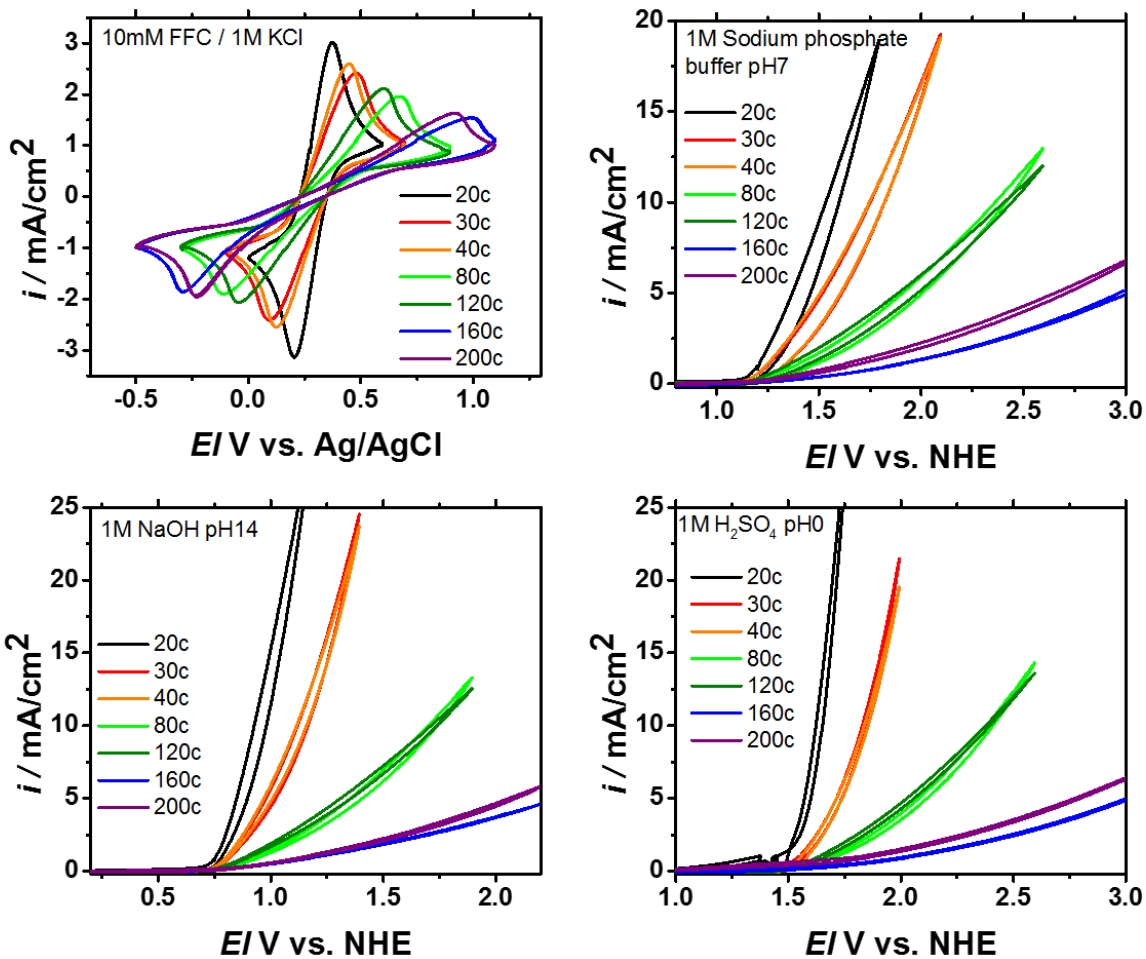 10mM FFC / 1M KCl
3
2
1
0
-1
-2
-3
20c
30c
40c
80c
120c
160c
200c
-0.5
0.0
0.5
1.0
i / mA/cm2
E/ V vs. Ag/AgCl
1M Sodium phosphate
buffer pH7
20
15
10
5
0
20c
30c
40c
80c
120c
160c
200c
1.0
1.5
2.0
2.5
3.0
i / mA/cm2
E/ V vs. NHE
1M NaOH pH14
25
20
15
10
5
0
20c
30c
40c
80c
120c
160c
200c
0.5
1.0
1.5
2.0
i / mA/cm2
E/ V vs. NHE
1M H2SO4 pH0
25
20
15
10
5
0
20c
30c
40c
80c
120c
160c
200c
1.0
1.5
2.0
2.5
3.0
i / mA/cm2
E/ V vs. NHE